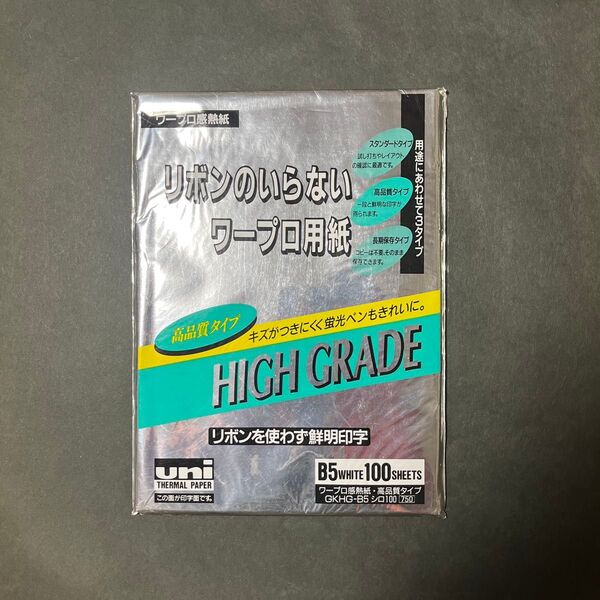 ワープロ感熱紙
リボンのいらない
ワープロ用紙
用途にあわせて3タイプ
スタンダードタイプ
試し打ちやレイアウト
の確認に最適です。
高品質タイプ
一段と鮮明な印字が
得られます。
長期保存タイプ
コピーは不要、そのまま
保存できます。
高品質タイプ
キズがつきにくく蛍光ペンもきれいに。
HIGH GRADE
リボンを使わず鮮明印字
uni
THERMAL PAPER
この面が印字面です。
B5 WHITE 100 SHEETS
ワープロ感熱紙・高品質タイプ
GKHG-B5 シロ100 750